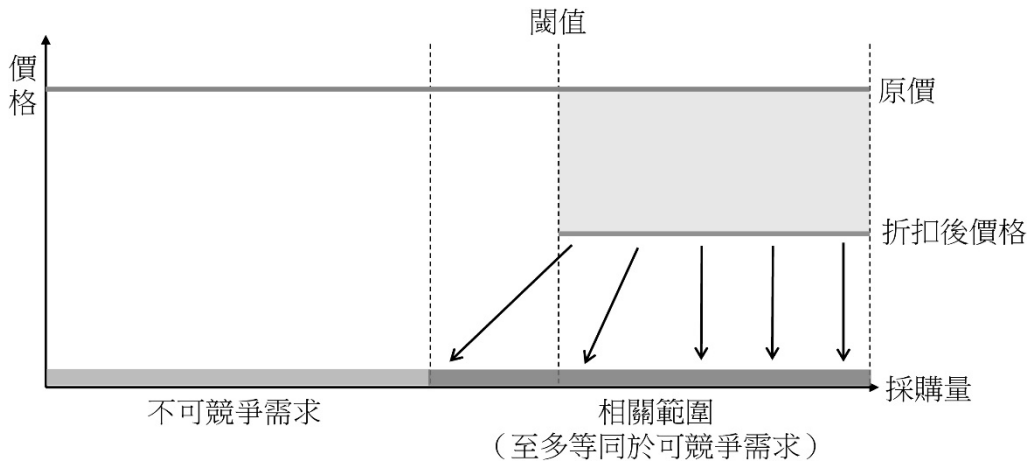 閾值
價格
原價
折扣後價格
採購量
不可競爭需求
相關範圍
（至多等同於可競爭需求）